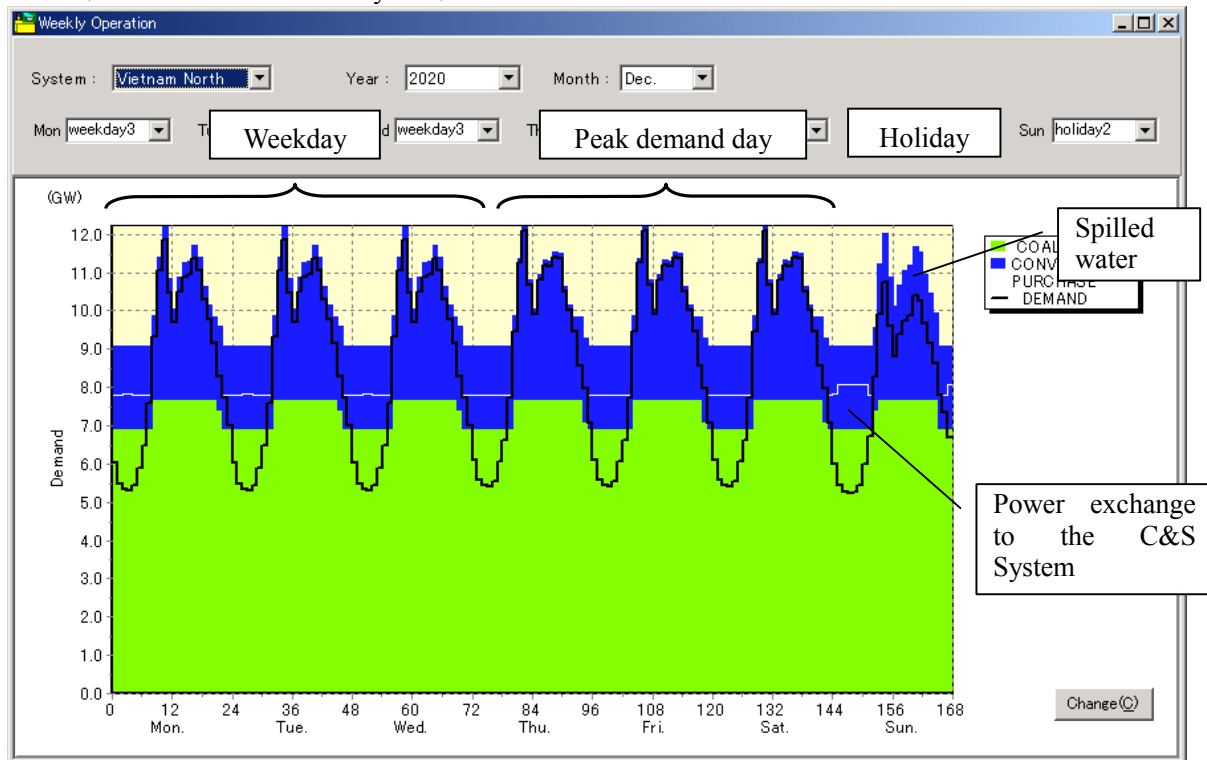 Weekly Operation
System : Vietnam North Year : 2020 Month : Dec.
Mon weekday3 Weekday weekday3 Peak demand day Holiday Sun holiday2
(GW)
Spilled
water
COAL
CONV
PURCHASE
DEMAND
12.0
11.0
10.0
9.0
8.0
7.0
6.0
5.0
4.0
3.0
2.0
1.0
0.0
Demand
Power exchange
to the C&S
System
0 12 24 36 48 60 72 84 96 108 120 132 144 156 168
Mon. Tue. Wed. Thu. Fri. Sat. Sun.
Change(C)